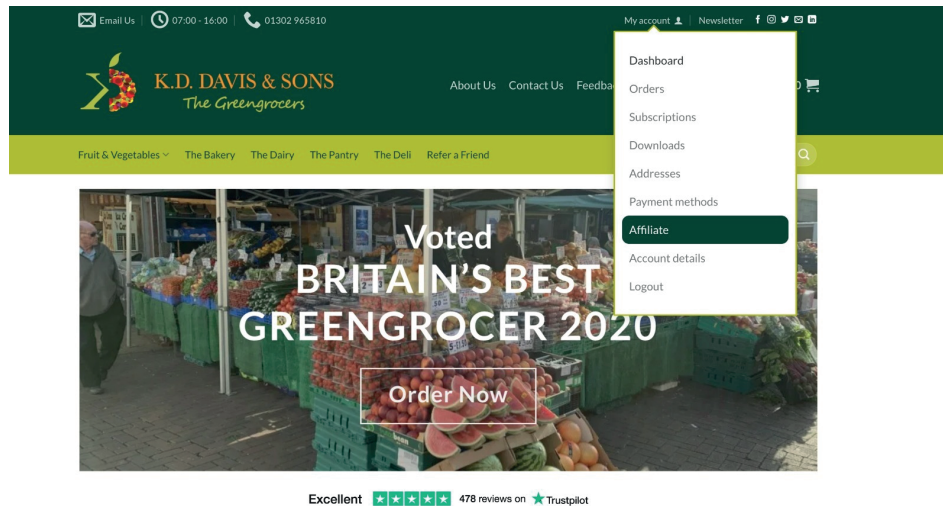 Email Us
07:00 - 16:00
01302 965810
My account
Newsletter
K.D. DAVIS & SONS
The Greengrocers
About Us
Contact Us
Dashboard
Orders
Subscriptions
Downloads
Addresses
Payment methods
Affiliate
Account details
Logout
Fruit & Vegetables
The Bakery
The Dairy
The Pantry
The Deli
Refer a Friend
Voted
BRITAIN'S BEST
GREENGROCER 2020
Order Now
Excellent
478 reviews on
Trustpilot